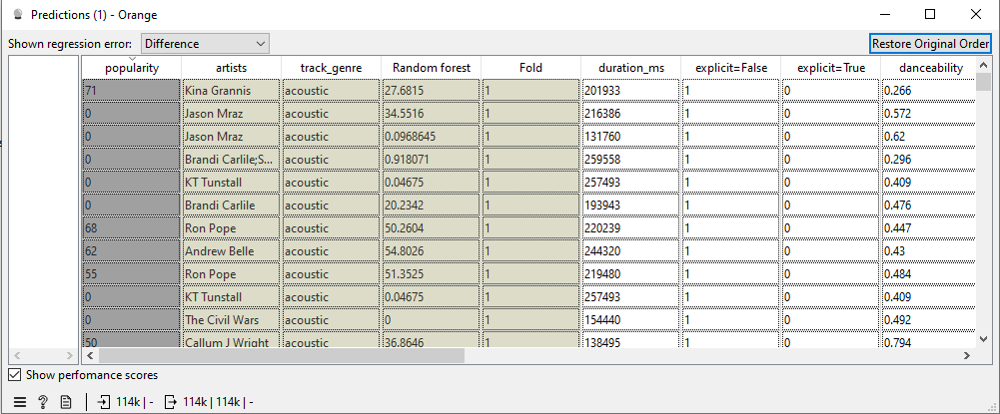 Predictions (1) - Orange
Shown regression error: Difference Restore Original Order
popularity artists track_genre Random forest Fold duration_ms explicit=False explicit=True danceability
71 Kina Grannis acoustic 27.6815 1 201933 1 0 0.266
0 Jason Mraz acoustic 34.5516 1 216386 1 0 0.572
0 Jason Mraz acoustic 0.0968645 1 131760 1 0 0.62
0 Brandi Carlile;S... acoustic 0.918071 1 259558 1 0 0.296
0 KT Tunstall acoustic 0.04675 1 257493 1 0 0.409
0 Brandi Carlile acoustic 20.2342 1 193943 1 0 0.476
68 Ron Pope acoustic 50.2604 1 220239 1 0 0.447
62 Andrew Belle acoustic 54.8026 1 244320 1 0 0.43
55 Ron Pope acoustic 51.3525 1 219480 1 0 0.484
0 KT Tunstall acoustic 0.04675 1 257493 1 0 0.409
0 The Civil Wars acoustic 0 1 154440 1 0 0.492
50 Callum J Wright acoustic 36.8646 1 138495 1 0 0.794
Show perfomance scores
? 114k | - 114k | 114k | -